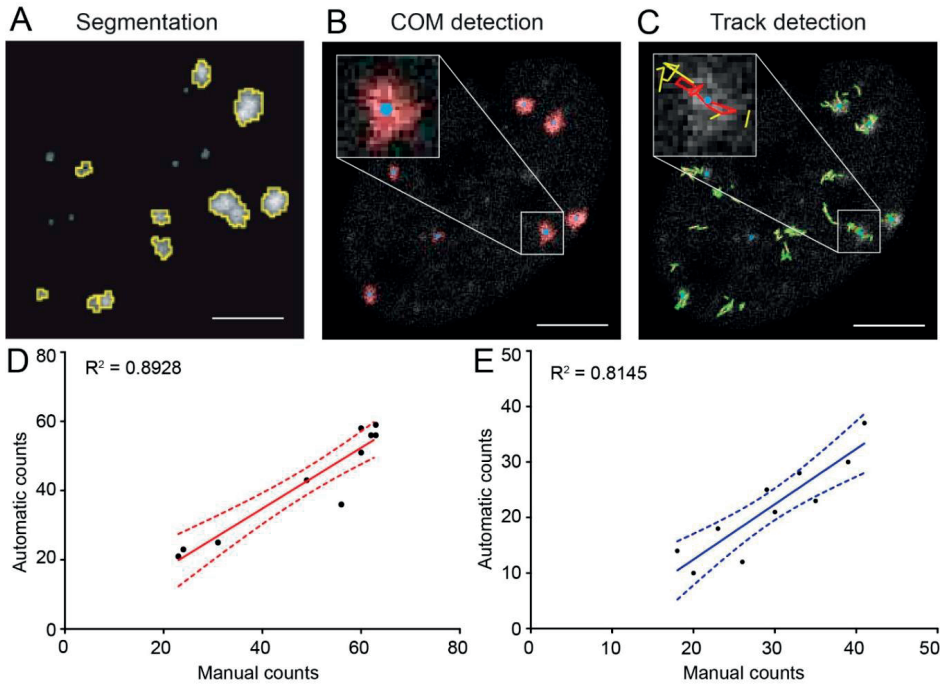 A Segmentation
B COM detection
C Track detection
D
R² = 0.8928
Automatic counts
80
60
40
20
0
0 20 40 60 80
Manual counts
E
R² = 0.8145
Automatic counts
50
40
30
20
10
0
0 10 20 30 40 50
Manual counts